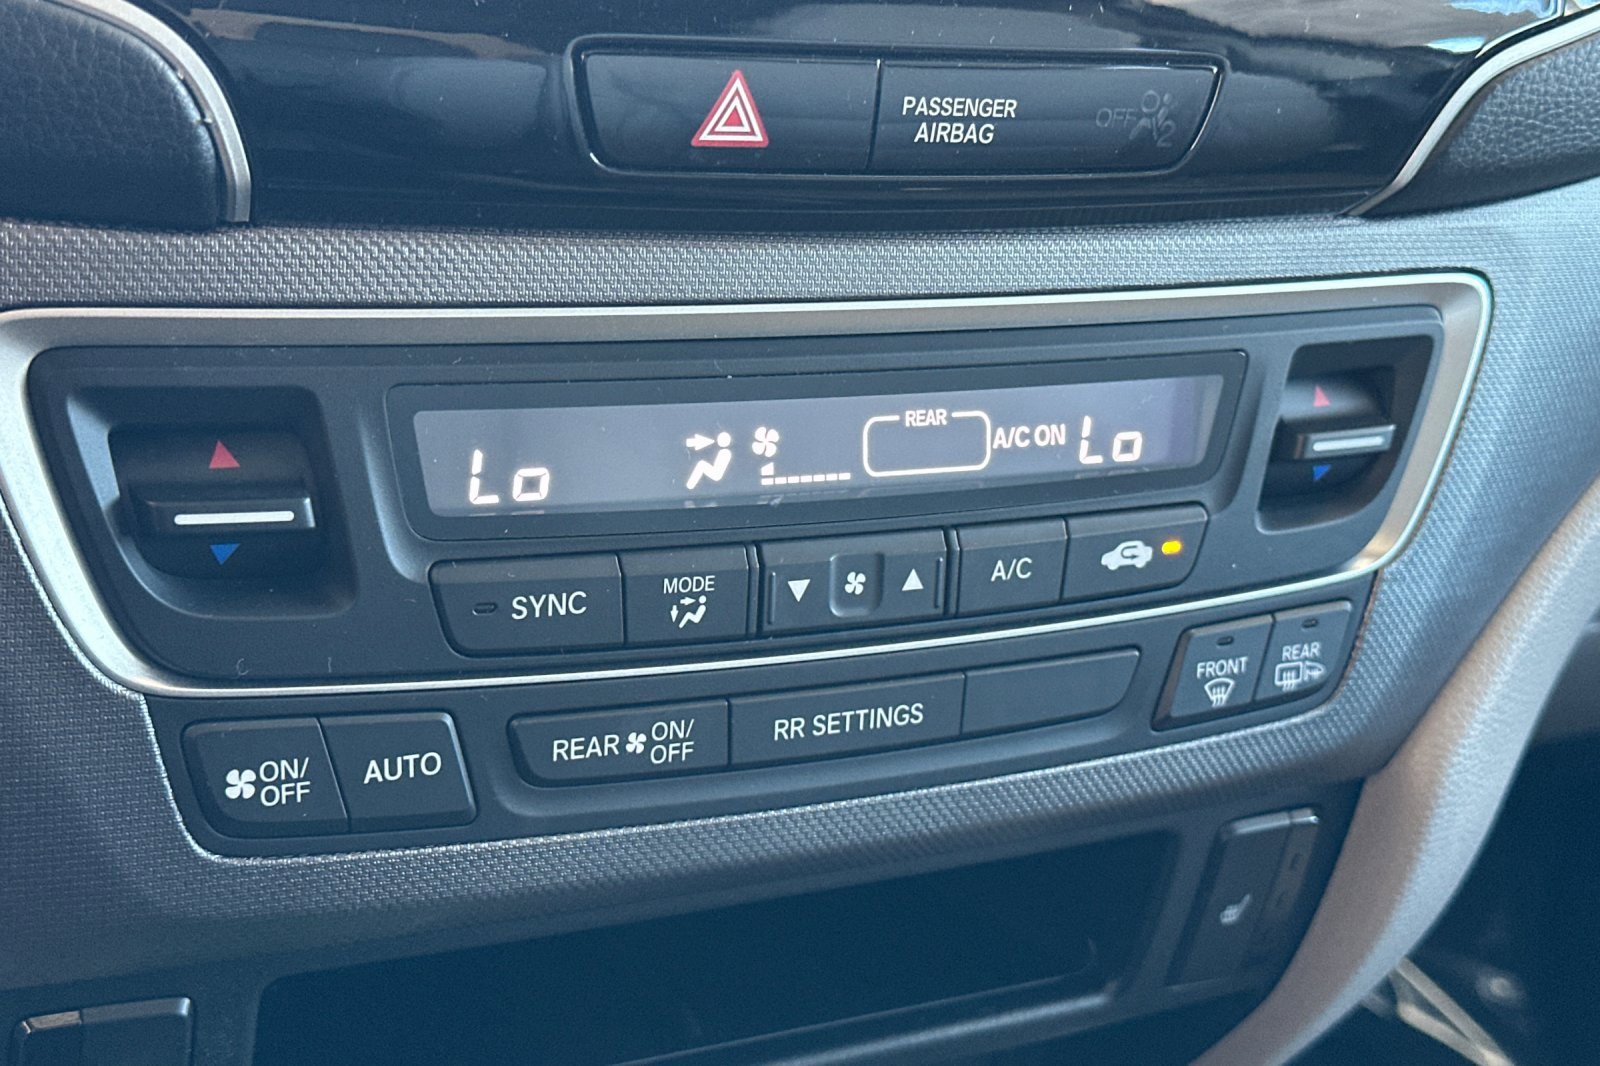 PASSENGER
AIRBAG
OFF
2
Lo
REAR
A/C ON
Lo
SYNC
MODE
A/C
FRONT
REAR
ON/
OFF
AUTO
REAR ON/
OFF
RR SETTINGS